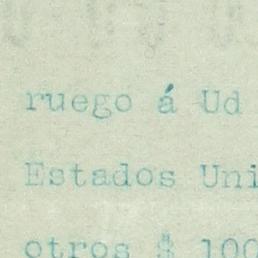 ruego á Ud
Estados Uni
otros $ 100